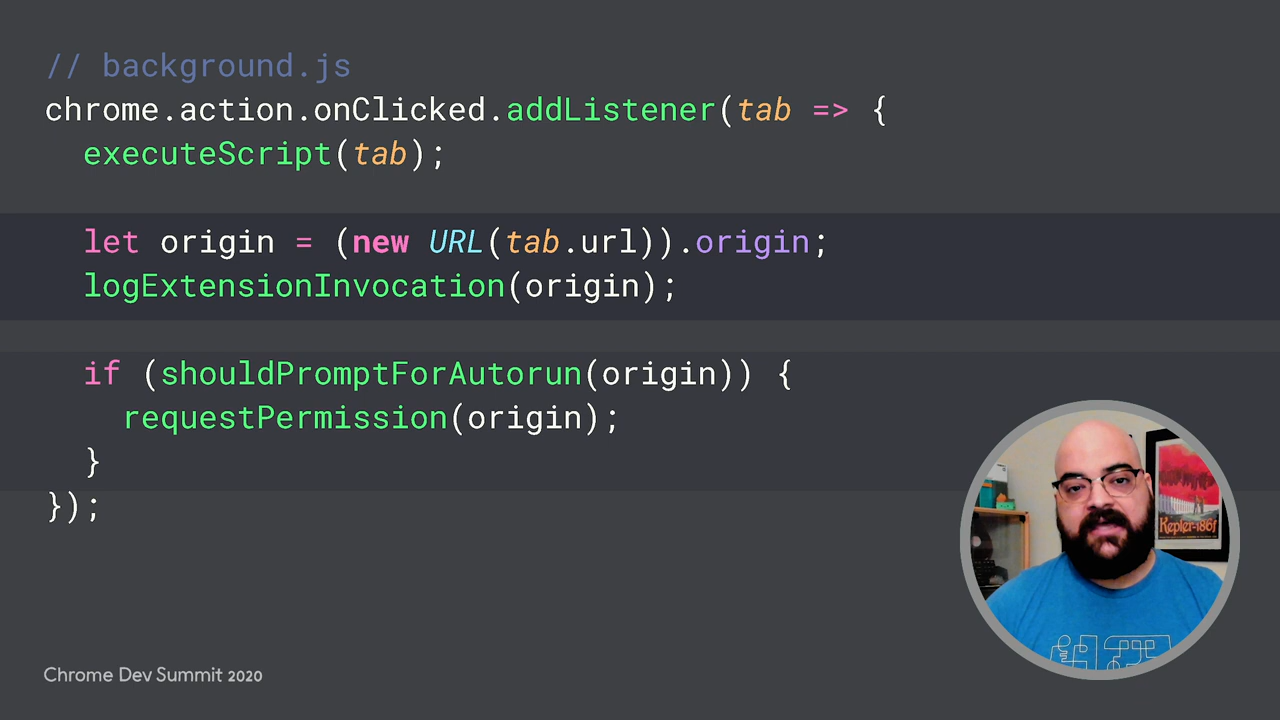 // background.js
chrome.action.onClicked.addListener(tab => {
  executeScript(tab);
  let origin = (new URL(tab.url)).origin;
  logExtensionInvocation(origin);
  if (shouldPromptForAutorun(origin)) {
    requestPermission(origin);
  }
});
Kepler-186f
Chrome Dev Summit 2020